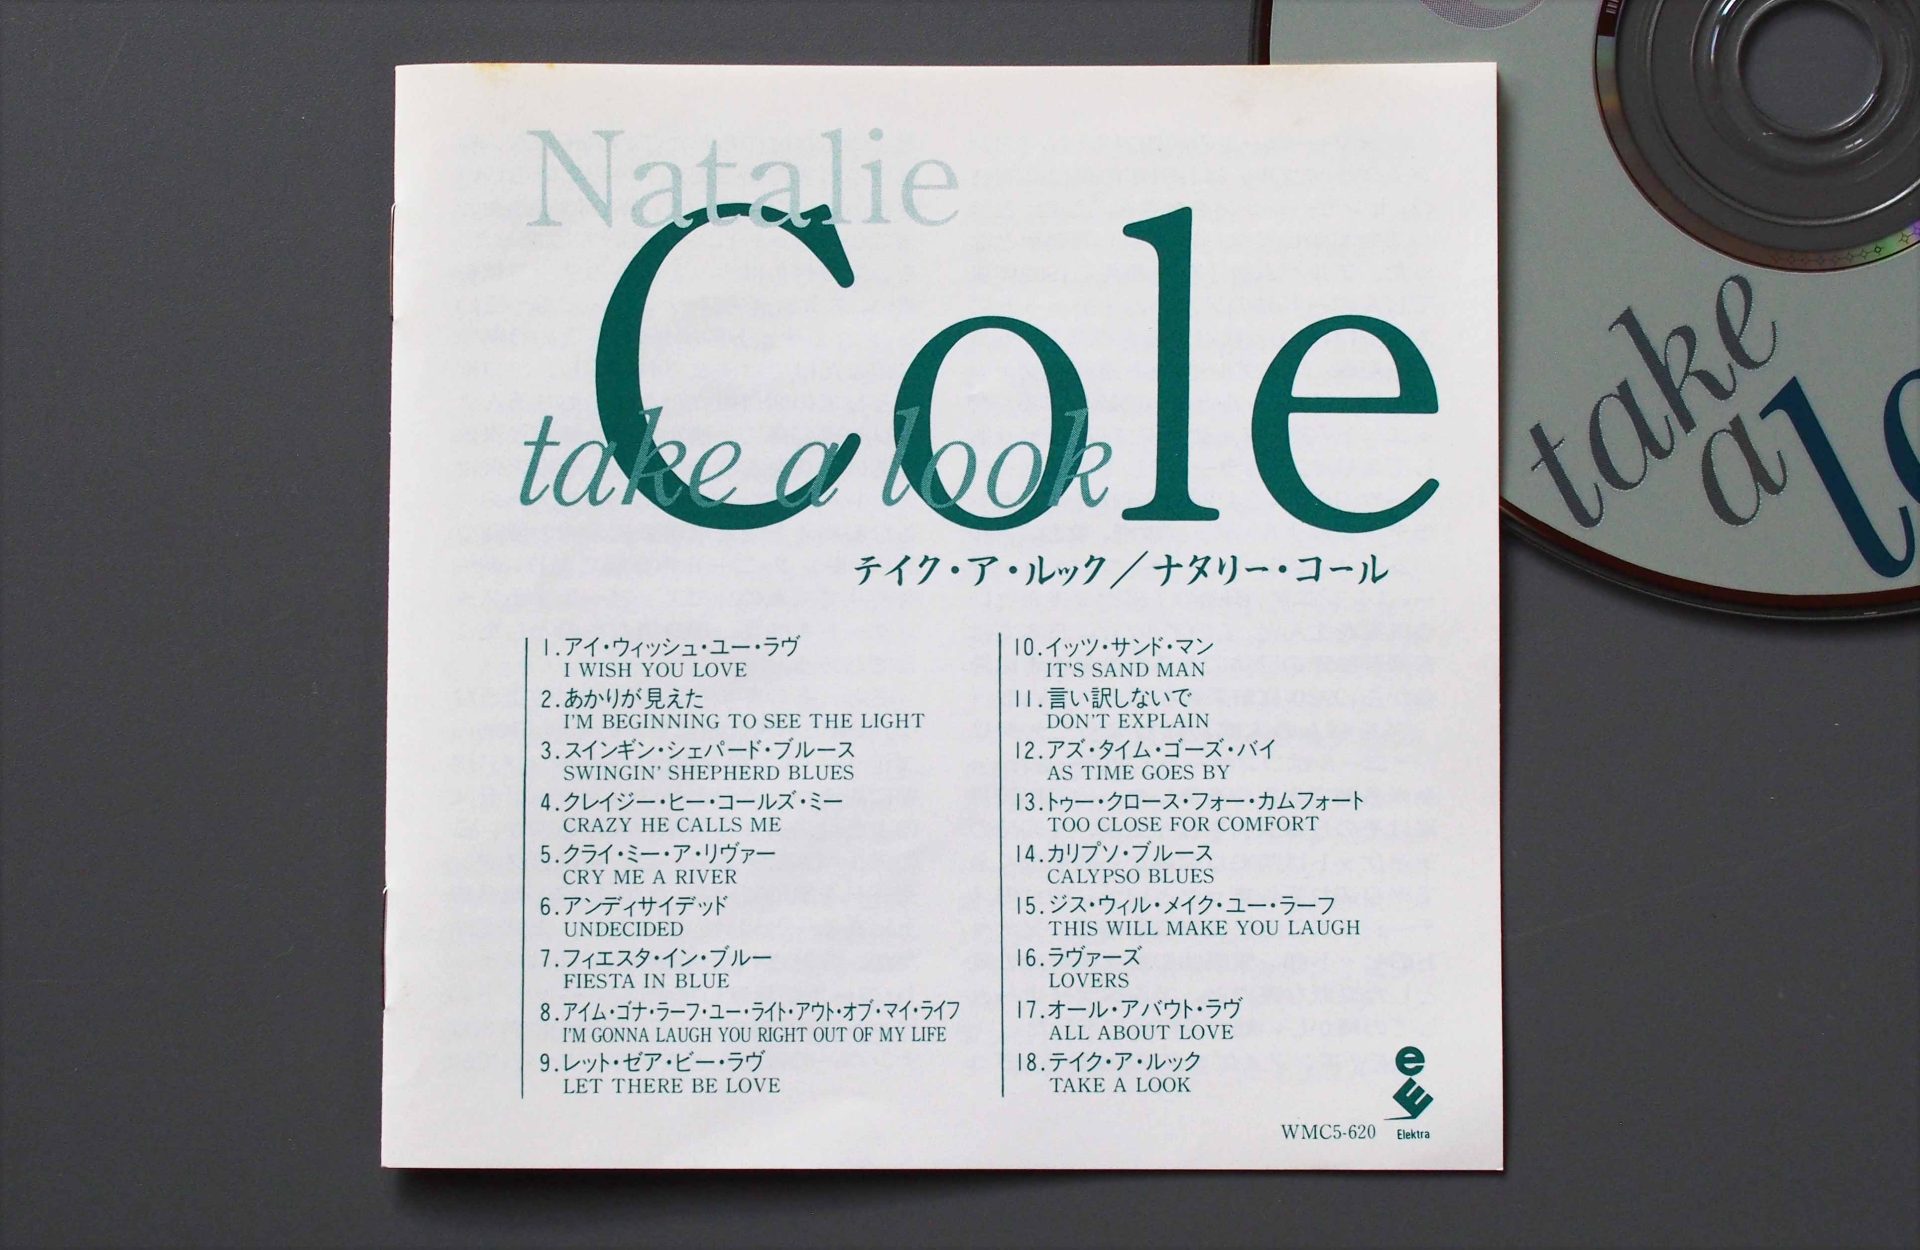 Natalie
Cole
take a look
テイク・ア・ルック／ナタリー・コール
1.アイ・ウィッシュ・ユー・ラヴ
I WISH YOU LOVE
2.あかりが見えた
I'M BEGINNING TO SEE THE LIGHT
3.スインギン・シェパード・ブルース
SWINGIN' SHEPHERD BLUES
4.クレイジー・ヒー・コールズ・ミー
CRAZY HE CALLS ME
5.クライ・ミー・ア・リヴァー
CRY ME A RIVER
6.アンディサイデッド
UNDECIDED
7.フィエスタ・イン・ブルー
FIESTA IN BLUE
8.アイム・ゴナ・ラーフ・ユー・ライト・アウト・オブ・マイ・ライフ
I'M GONNA LAUGH YOU RIGHT OUT OF MY LIFE
9.レット・ゼア・ビー・ラヴ
LET THERE BE LOVE
10.イッツ・サンド・マン
IT'S SAND MAN
11.言い訳しないで
DON'T EXPLAIN
12.アズ・タイム・ゴーズ・バイ
AS TIME GOES BY
13.トゥー・クロース・フォー・カムフォート
TOO CLOSE FOR COMFORT
14.カリプソ・ブルース
CALYPSO BLUES
15.ジス・ウィル・メイク・ユー・ラーフ
THIS WILL MAKE YOU LAUGH
16.ラヴァーズ
LOVERS
17.オール・アバウト・ラヴ
ALL ABOUT LOVE
18.テイク・ア・ルック
TAKE A LOOK
WMC5-620
Elektra
take
a